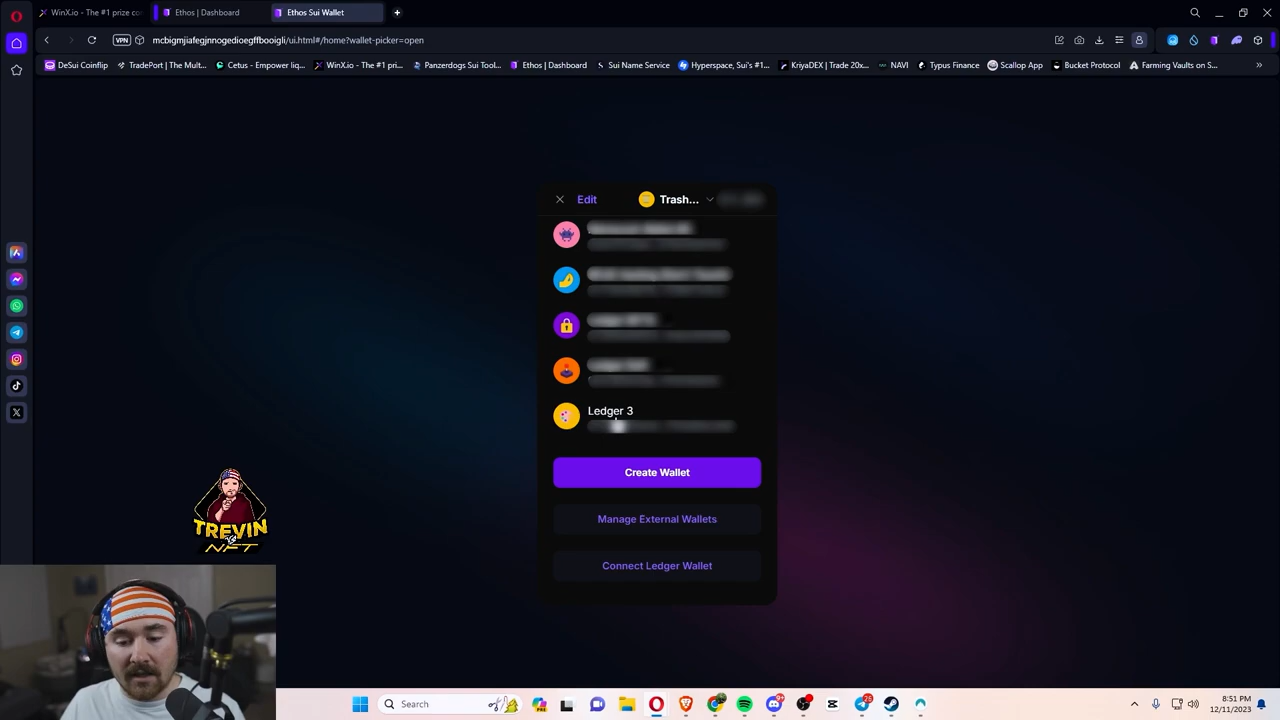 WinX.io - The #1 prize co
Ethos | Dashboard
Ethos Sui Wallet
VPN
mcbigmjiafegjnnogedioegffbooigli/ui.html#/home?wallet-picker=open
DeSui Coinflip
TradePort | The Mult...
Cetus - Empower liq...
WinX.io - The #1 pri...
Panzerdogs Sui Tool...
Ethos | Dashboard
Sui Name Service
Hyperspace, Sui's #1...
KriyaDEX | Trade 20x...
NAVI
Typus Finance
Scallop App
Bucket Protocol
Farming Vaults on S...
Edit
Trash...
Ledger 3
Create Wallet
Manage External Wallets
Connect Ledger Wallet
TREVIN
NFT
Search
8:51 PM
12/11/2023